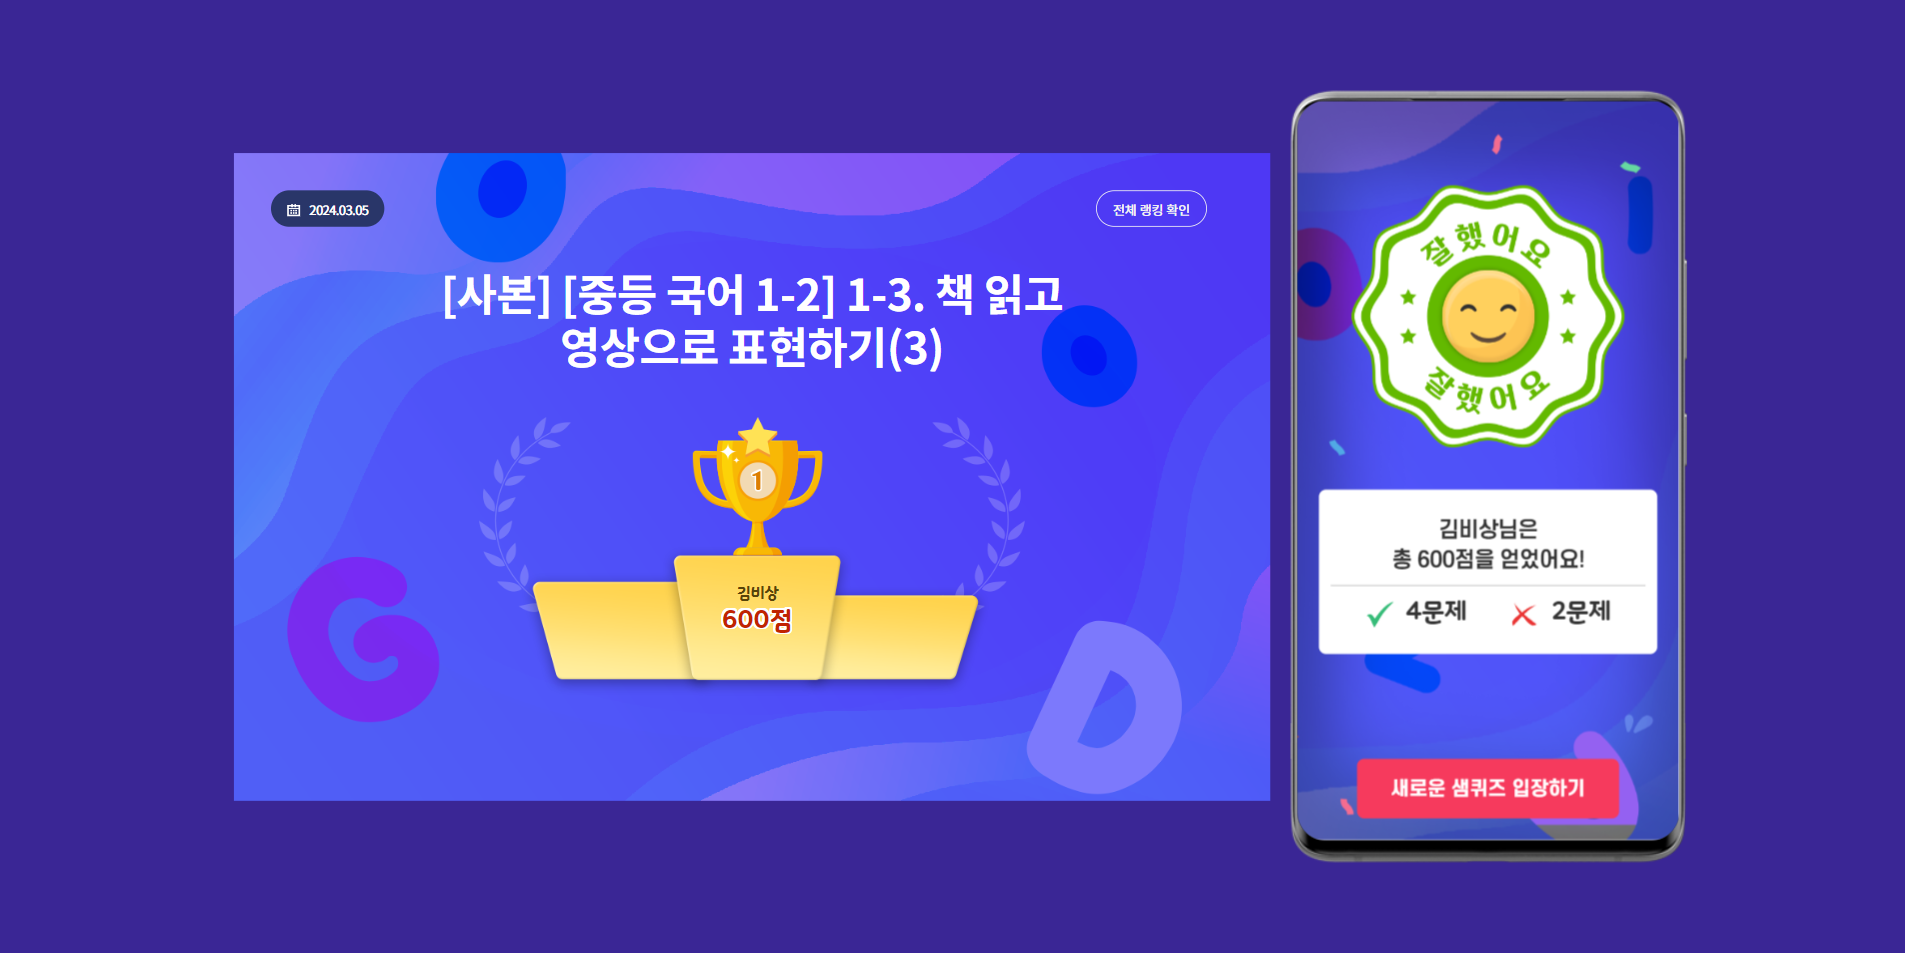 2024.03.05
전체 랭킹 확인
[사본] [중등 국어 1-2] 1-3. 책 읽고
영상으로 표현하기(3)
1
김비상
600점
잘했어요
잘했어요
김비상님은
총 600점을 얻었어요!
4문제
2문제
새로운 샘퀴즈 입장하기